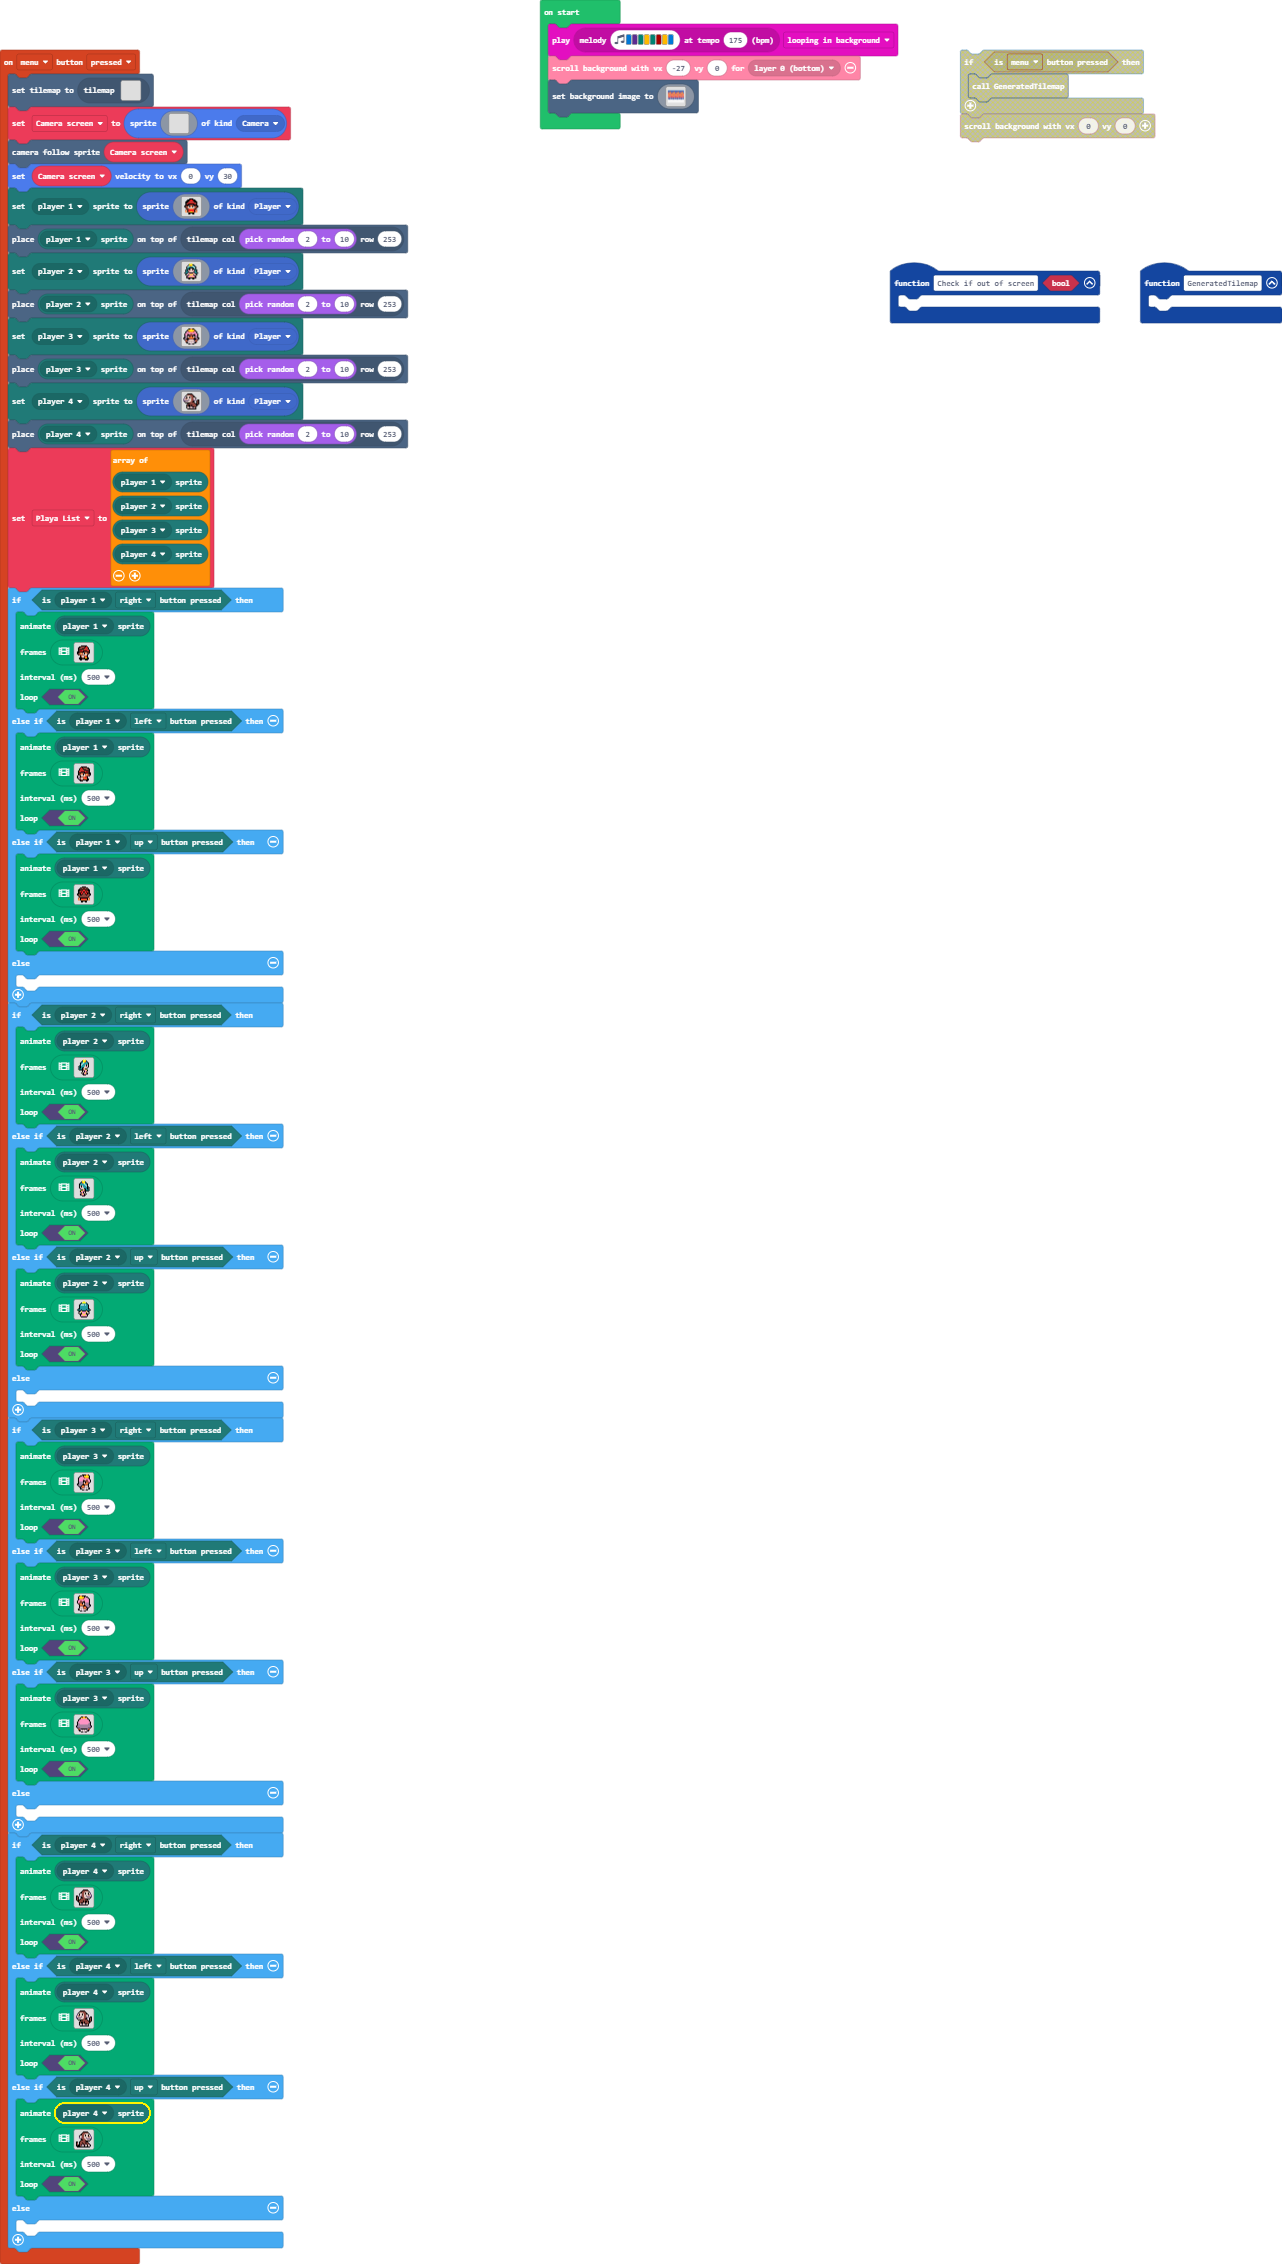 on menu button pressed
set tilemap to tilemap
set Camera screen to sprite of kind Camera
camera follow sprite Camera screen
set Camera screen velocity to vx 0 vy 30
set player 1 sprite to sprite of kind Player
place player 1 sprite on top of tilemap col pick random 2 to 10 row 253
set player 2 sprite to sprite of kind Player
place player 2 sprite on top of tilemap col pick random 2 to 10 row 253
set player 3 sprite to sprite of kind Player
place player 3 sprite on top of tilemap col pick random 2 to 10 row 253
set player 4 sprite to sprite of kind Player
place player 4 sprite on top of tilemap col pick random 2 to 10 row 253
array of
player 1 sprite
player 2 sprite
set Playa List to
player 3 sprite
player 4 sprite
if is player 1 right button pressed then
animate player 1 sprite
frames
interval (ms) 500
loop ON
else if is player 1 left button pressed then
animate player 1 sprite
frames
interval (ms) 500
loop ON
else if is player 1 up button pressed then
animate player 1 sprite
frames
interval (ms) 500
loop ON
else
if is player 2 right button pressed then
animate player 2 sprite
frames
interval (ms) 500
loop ON
else if is player 2 left button pressed then
animate player 2 sprite
frames
interval (ms) 500
loop ON
else if is player 2 up button pressed then
animate player 2 sprite
frames
interval (ms) 500
loop ON
else
if is player 3 right button pressed then
animate player 3 sprite
frames
interval (ms) 500
loop ON
else if is player 3 left button pressed then
animate player 3 sprite
frames
interval (ms) 500
loop ON
else if is player 3 up button pressed then
animate player 3 sprite
frames
interval (ms) 500
loop ON
else
if is player 4 right button pressed then
animate player 4 sprite
frames
interval (ms) 500
loop ON
else if is player 4 left button pressed then
animate player 4 sprite
frames
interval (ms) 500
loop ON
else if is player 4 up button pressed then
animate player 4 sprite
frames
interval (ms) 500
loop ON
else
on start
play melody at tempo 175 (bpm) looping in background
scroll background with vx -27 vy 0 for layer 0 (bottom)
set background image to
if is menu button pressed then
call GeneratedTilemap
scroll background with vx 0 vy 0
function Check if out of screen bool
function GeneratedTilemap